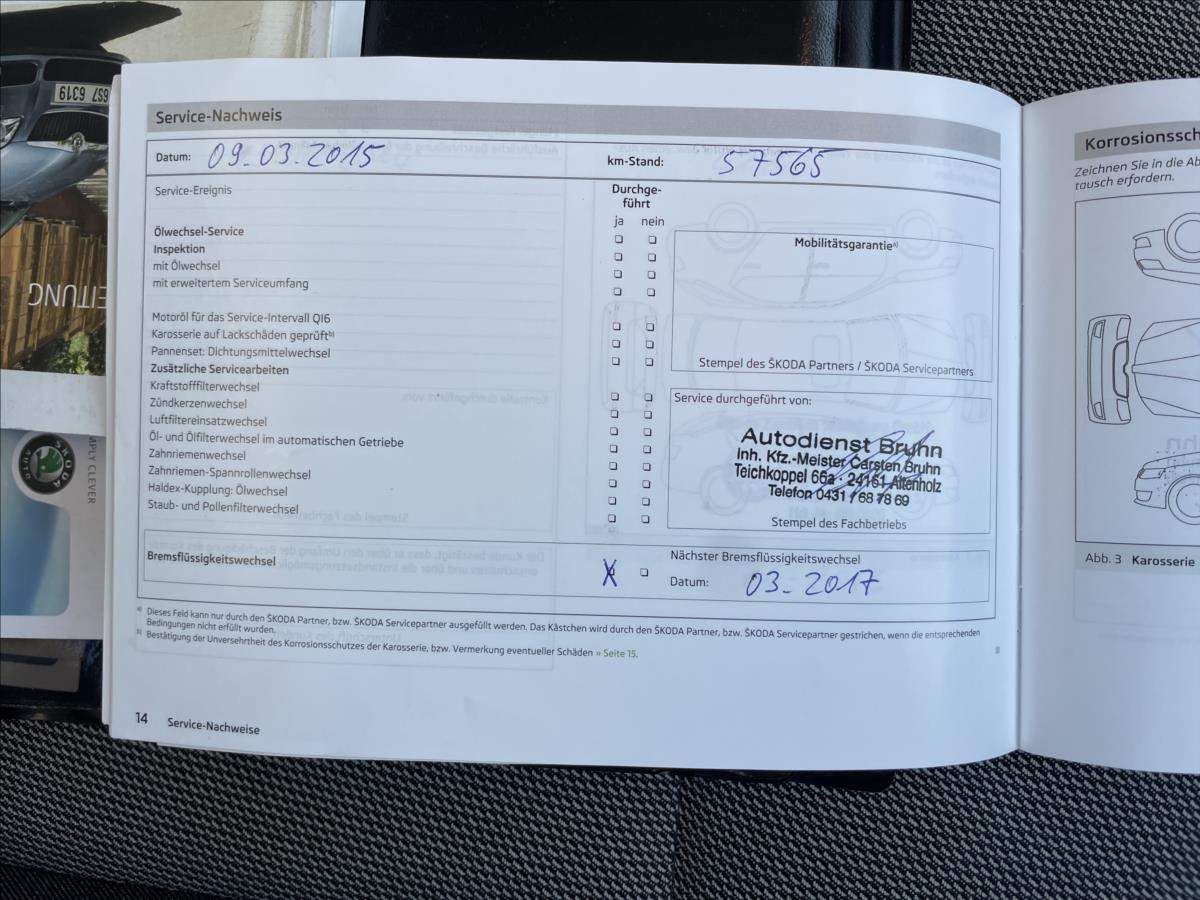 6S7 6319
EITUNG
SKODA
AUTO
MPLY CLEVER
Service-Nachweis
Datum: 09.03.2015
km-Stand: 57565
Service-Ereignis
Durchge-
führt
ja nein
Ölwechsel-Service
Inspektion
mit Ölwechsel
mit erweitertem Serviceumfang
Motoröl für das Service-Intervall QI6
Karosserie auf Lackschäden geprüft b)
Pannenset: Dichtungsmittelwechsel
Zusätzliche Servicearbeiten
Kraftstofffilterwechsel
Zündkerzenwechsel
Luftfiltereinsatzwechsel
Öl- und Ölfilterwechsel im automatischen Getriebe
Zahnriemenwechsel
Zahnriemen-Spannrollenwechsel
Haldex-Kupplung: Ölwechsel
Staub- und Pollenfilterwechsel
Mobilitätsgarantie a)
Stempel des ŠKODA Partners / ŠKODA Servicepartners
Service durchgeführt von:
Autodienst Bruhn
Inh. Kfz.-Meister Carsten Bruhn
Teichkoppel 66a · 24161 Altenholz
Telefon 0431 / 68 78 69
Stempel des Fachbetriebs
Bremsflüssigkeitswechsel
X
Nächster Bremsflüssigkeitswechsel
Datum: 03.2017
a) Dieses Feld kann nur durch den ŠKODA Partner, bzw. ŠKODA Servicepartner ausgefüllt werden. Das Kästchen wird durch den ŠKODA Partner, bzw. ŠKODA Servicepartner gestrichen, wenn die entsprechenden
Bedingungen nicht erfüllt wurden.
b) Bestätigung der Unversehrtheit des Korrosionsschutzes der Karosserie, bzw. Vermerkung eventueller Schäden » Seite 15.
14 Service-Nachweise
Korrosionssch
Zeichnen Sie in die Ab
tausch erfordern.
Abb. 3 Karosserie